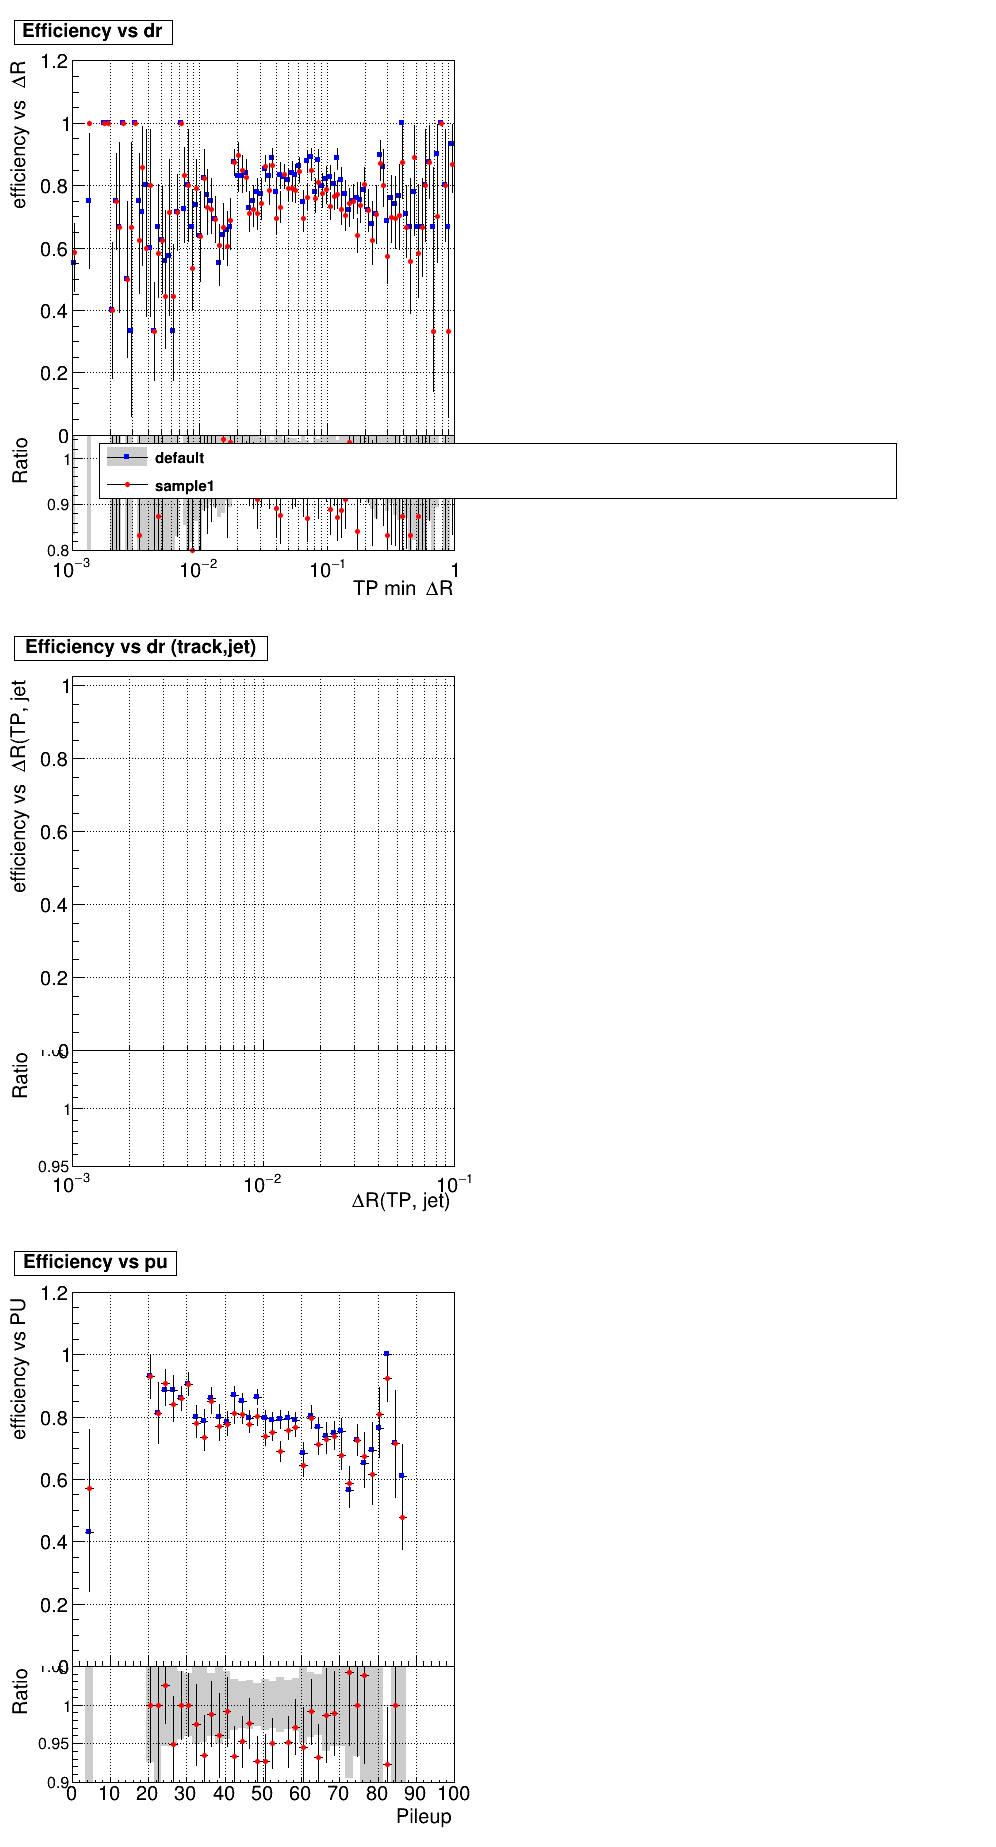 Efficiency vs dr
efficiency vs ΔR
1.2
1
0.8
0.6
0.4
0.2
0
Ratio
1
0.9
0.8
default
sample1
10⁻³
10⁻²
10⁻¹
1
TP min ΔR
Efficiency vs dr (track,jet)
efficiency vs ΔR(TP, jet
1
0.8
0.6
0.4
0.2
0
Ratio
1
0.95
10⁻³
10⁻²
10⁻¹
ΔR(TP, jet)
Efficiency vs pu
efficiency vs PU
1.2
1
0.8
0.6
0.4
0.2
0
Ratio
1
0.95
0.9
0 10 20 30 40 50 60 70 80 90 100
Pileup